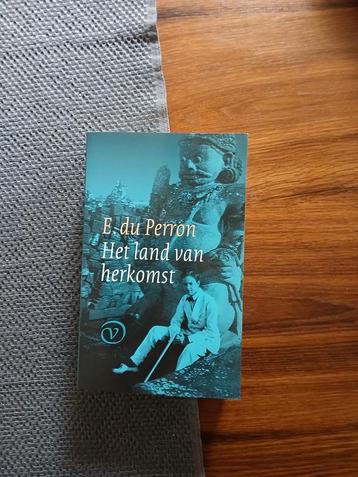 E. du Perron
Het land van
herkomst
V